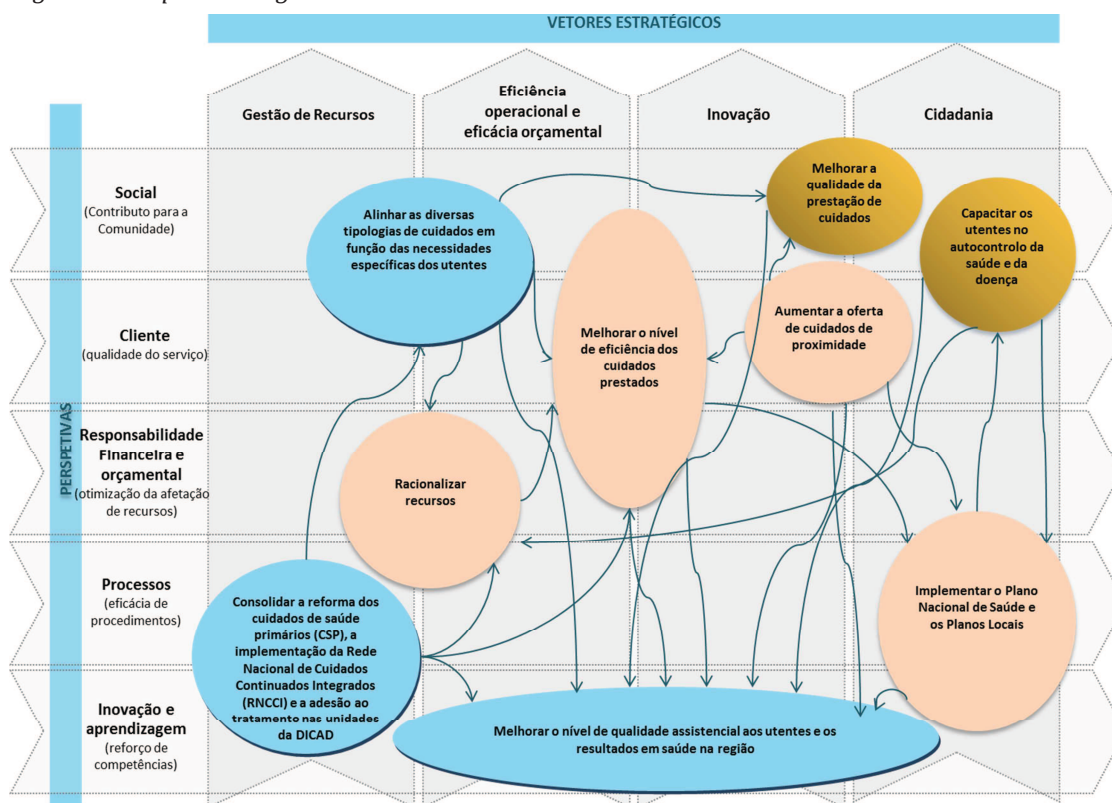 VETORES ESTRATÉGICOS
Gestão de Recursos
Eficiência
operacional e
eficácia orçamental
Inovação
Cidadania
PERSPETIVAS
Social
(Contributo para a
Comunidade)
Cliente
(qualidade do serviço)
Responsabilidade
Financeira e
orçamental
(otimização da afetação
de recursos)
Processos
(eficácia de
procedimentos)
Inovação e
aprendizagem
(reforço de
competências)
Alinhar as diversas
tipologias de cuidados em
função das necessidades
específicas dos utentes
Melhorar a
qualidade da
prestação de
cuidados
Capacitar os
utentes no
autocontrolo da
saúde e da
doença
Melhorar o nível
de eficiência dos
cuidados
prestados
Aumentar a oferta
de cuidados de
proximidade
Racionalizar
recursos
Consolidar a reforma dos
cuidados de saúde
primários (CSP), a
implementação da Rede
Nacional de Cuidados
Continuados Integrados
(RNCCI) e a adesão ao
tratamento nas unidades
da DICAD
Implementar o Plano
Nacional de Saúde e
os Planos Locais
Melhorar o nível de qualidade assistencial aos utentes e os
resultados em saúde na região